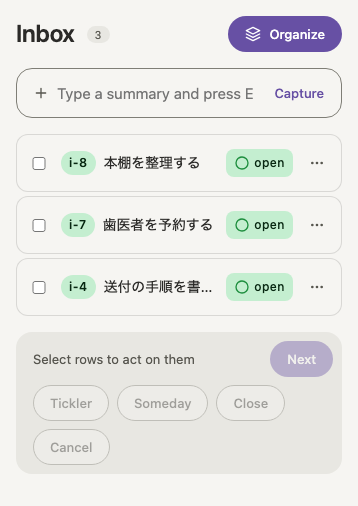 Inbox 3 Organize
Type a summary and press E Capture
i-8 本棚を整理する open
i-7 歯医者を予約する open
i-4 送付の手順を書... open
Select rows to act on them Next
Tickler Someday Close
Cancel